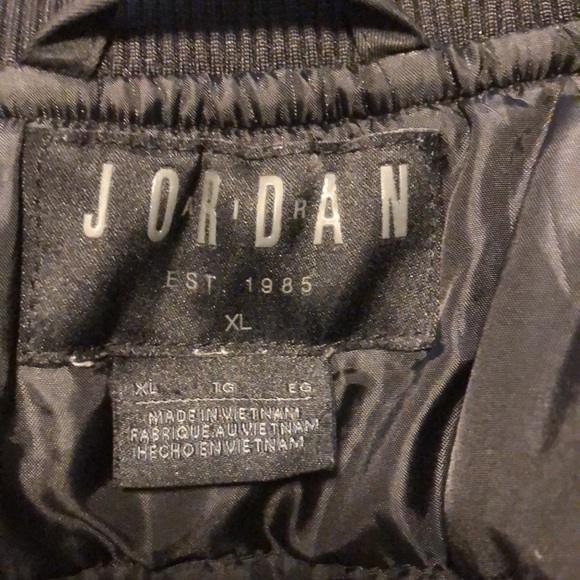 JORDAN
AIR
EST. 1985
XL
XL TG EG
MADE IN VIETNAM
FABRIQUE AU VIETNAM
HECHO EN VIETNAM